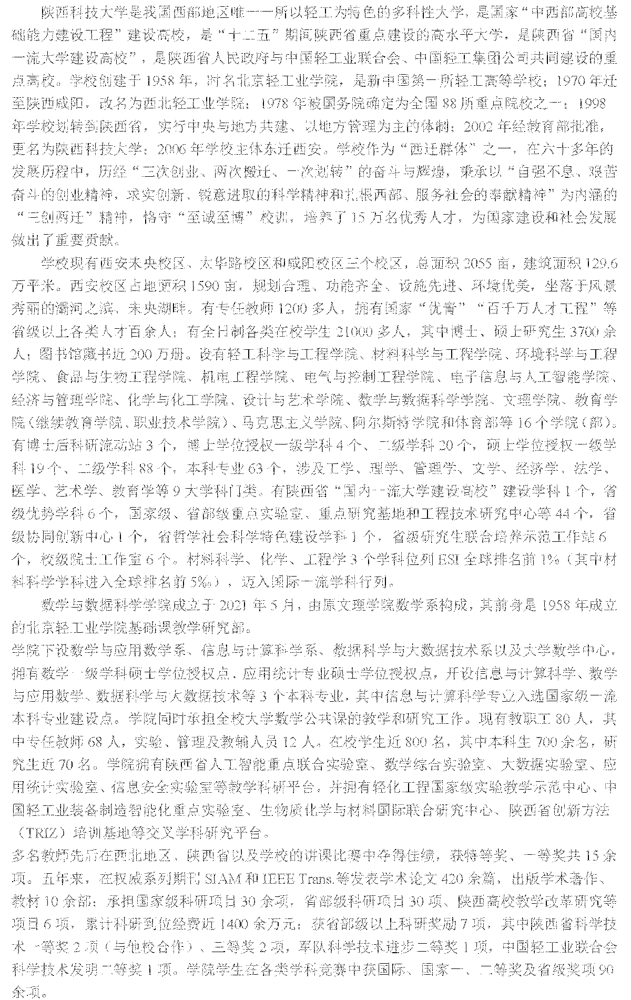 陕西科技大学是我国西部地区唯一一所以轻工为特色的多科性大学，是国家“中西部高校基
础能力建设工程”建设高校，是“十二五”期间陕西省重点建设的高水平大学，是陕西省“国内
一流大学建设高校”，是陕西省人民政府与中国轻工业联合会、中国轻工集团公司共同建设的重
点高校。学校创建于1958年，时名北京轻工业学院，是新中国第一所轻工高等学校；1970年迁
至陕西咸阳，改名为西北轻工业学院；1978年被国务院确定为全国88所重点院校之一；1998
年学校划转到陕西省，实行中央与地方共建、以地方管理为主的体制；2002年经教育部批准，
更名为陕西科技大学；2006年学校主体东迁西安。学校作为“西迁群体”之一，在六十多年的
发展历程中，历经“三次创业、两次搬迁、一次划转”的奋斗与辉煌，秉承以“自强不息、艰苦
奋斗的创业精神，求实创新、锐意进取的科学精神和扎根西部、服务社会的奉献精神”为内涵的
“三创两迁”精神，恪守“至诚至博”校训，培养了15万名优秀人才，为国家建设和社会发展
做出了重要贡献。
学校现有西安未央校区、太华路校区和咸阳校区三个校区，总面积2055亩，建筑面积129.6
万平米。西安校区占地更积1590亩，规划合理、功能齐全、设施先进、环境优美，坐落于风景
秀丽的灞河之滨、未央湖畔。有专任教师1200多人，拥有国家“优青”“百千万人才工程”等
省级以上各类人才百余人；有全日制各类在校学生21000多人，其中博士、硕士研究生3700余
人；图书馆藏书近200万册。设有轻工科学与工程学院、材料科学与工程学院、环境科学与工程
学院、食品与生物工程学院、机电工程学院、电气与控制工程学院、电子信息与人工智能学院、
经济与管理学院、化学与化工学院、设计与艺术学院、数学与数据科学学院、文理学院、教育学
院（继续教育学院、职业技术学院）、马克思主义学院、阿尔斯特学院和体育部等16个学院（部）。
有博士后科研流动站3个，博士学位授权一级学科4个、二级学科20个，硕士学位授权一级学
科19个、二级学科88个，本科专业63个，涉及工学、理学、管理学、文学、经济学、法学、
医学、艺术学、教育学等9大学科门类。有陕西省“国内一流大学建设高校”建设学科1个，省
级优势学科6个，国家级、省部级重点实验室、重点研究基地和工程技术研究中心等44个，省
级协同创新中心1个，省哲学社会科学特色建设学科1个，省级研究生联合培养示范工作站6
个，校级院士工作室6个。材料科学、化学、工程学3个学科位列ESI全球排名前1%（其中材
料科学学科进入全球排名前5‰），迈入国际一流学科行列。
数学与数据科学学院成立于2021年5月，由原文理学院数学系构成，其前身是1958年成立
的北京轻工业学院基础课教学研究部。
学院下设数学与应用数学系、信息与计算科学系、数据科学与大数据技术系以及大学数学中心，
拥有数学一级学科硕士学位授权点、应用统计专业硕士学位授权点，开设信息与计算科学、数学
与应用数学、数据科学与大数据技术等3个本科专业，其中信息与计算科学专业入选国家级一流
本科专业建设点。学院同时承担全校大学数学公共课的教学和研究工作。现有教职工80人，其
中专任教师68人，实验、管理及教辅人员12人。在校学生近800名，其中本科生700余名，研
究生近70名。学院拥有陕西省人工智能重点联合实验室、数学综合实验室、大数据实验室、应
用统计实验室、信息安全实验室等教学科研平台，并拥有轻化工程国家级实验教学示范中心、中
国轻工业装备制造智能化重点实验室、生物质化学与材料国际联合研究中心、陕西省创新方法
（TRIZ）培训基地等交叉学科研究平台。
多名教师先后在西北地区、陕西省以及学校的讲课比赛中夺得佳绩，获特等奖、一等奖共15余
项。五年来，在权威系列期刊SIAM和IEEE Trans.等发表学术论文420余篇，出版学术著作、
教材10余部；承担国家级科研项目30余项，省部级科研项目30项、陕西高校教学改革研究等
项目6项，累计科研到位经费近1400余万元；获省部级以上科研奖励7项，其中陕西省科学技
术一等奖2项（与他校合作）、三等奖2项，军队科学技术进步二等奖1项，中国轻工业联合会
科学技术发明二等奖1项。学院学生在各类学科竞赛中获国际、国家一、二等奖及省级奖项90
余项。